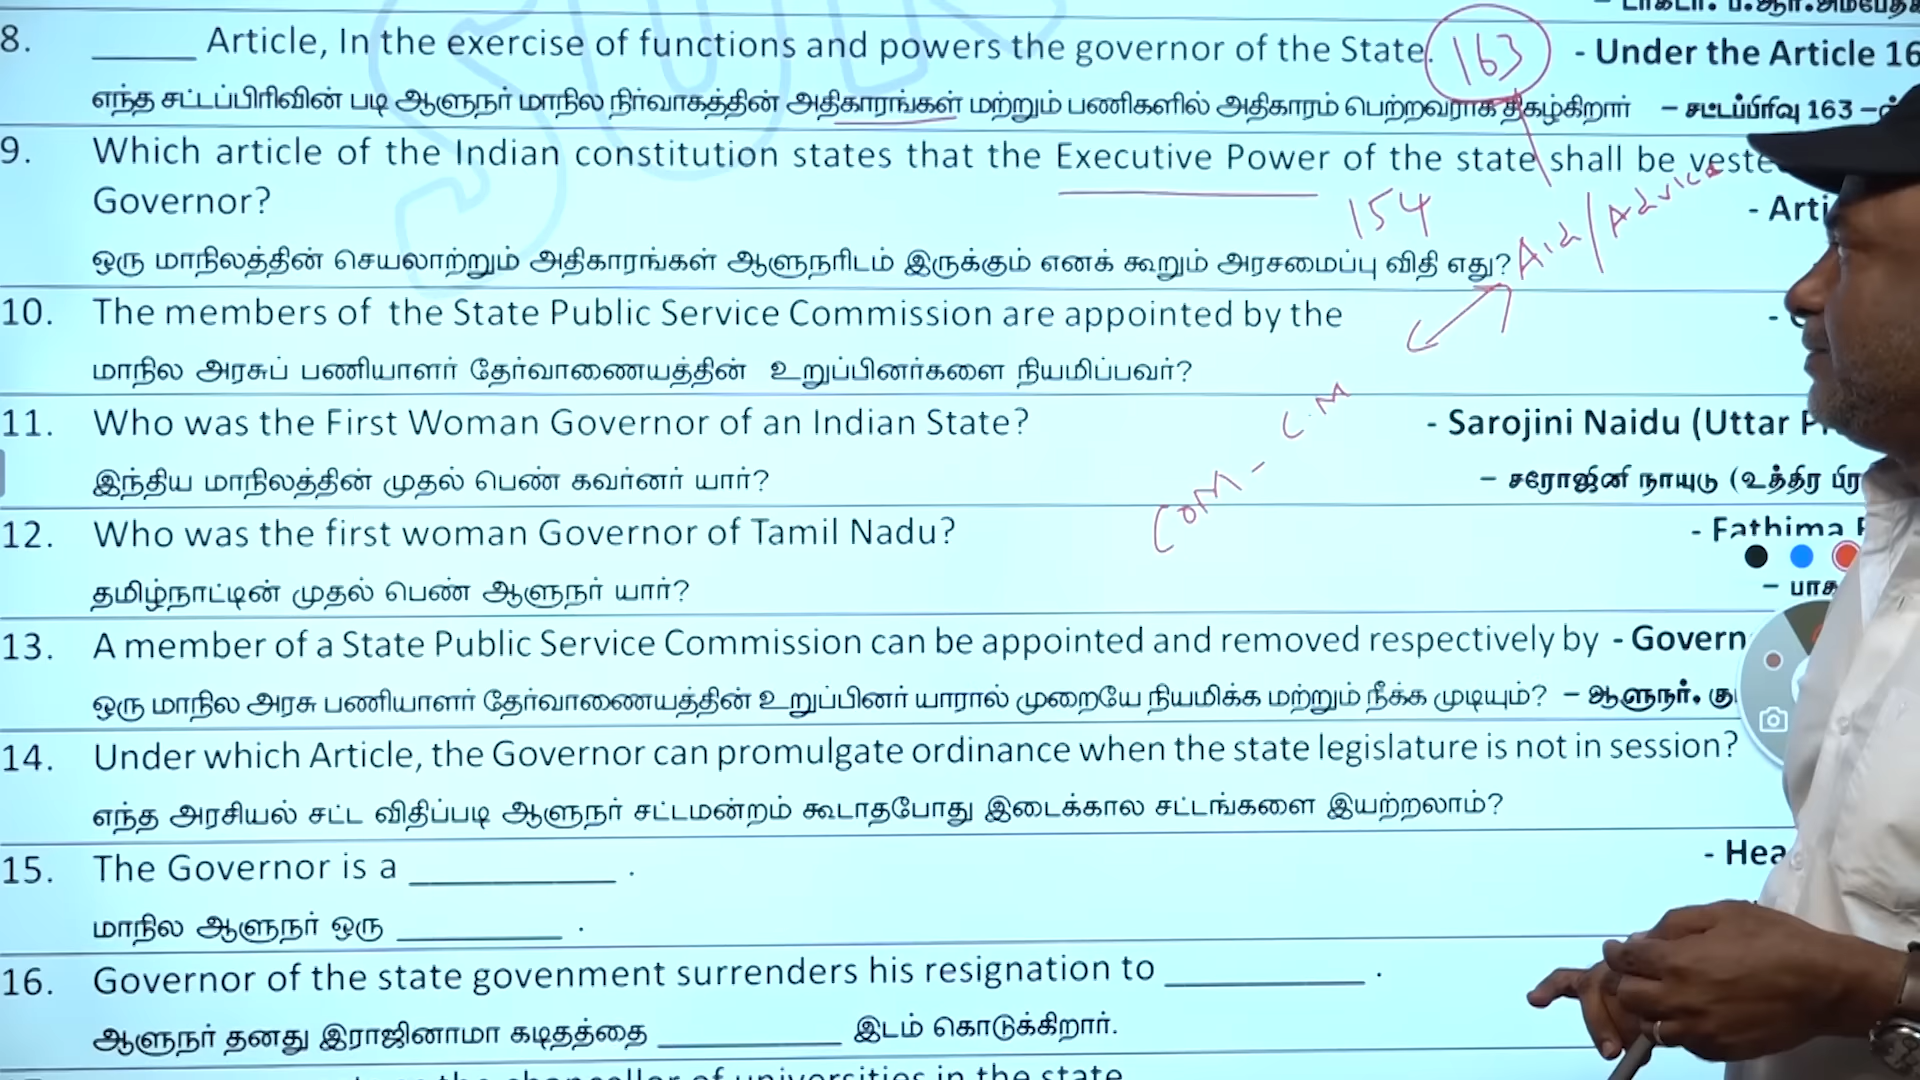 8. ______ Article, In the exercise of functions and powers the governor of the State. 163 - Under the Article 16
எந்த சட்டப்பிரிவின் படி ஆளுநர் மாநில நிர்வாகத்தின் அதிகாரங்கள் மற்றும் பணிகளில் அதிகாரம் பெற்றவராக திகழ்கிறார் – சட்டப்பிரிவு 163 –
9. Which article of the Indian constitution states that the Executive Power of the state shall be veste
Governor? 154 - Arti
Aid/Advice
ஒரு மாநிலத்தின் செயலாற்றும் அதிகாரங்கள் ஆளுநரிடம் இருக்கும் எனக் கூறும் அரசமைப்பு விதி எது?
10. The members of the State Public Service Commission are appointed by the -
மாநில அரசுப் பணியாளர் தேர்வாணையத்தின் உறுப்பினர்களை நியமிப்பவர்?
11. Who was the First Woman Governor of an Indian State? - Sarojini Naidu (Uttar
COM - C.M
இந்திய மாநிலத்தின் முதல் பெண் கவர்னர் யார்? – சரோஜினி நாயுடு (உத்திர பிர
12. Who was the first woman Governor of Tamil Nadu? - Fathima
தமிழ்நாட்டின் முதல் பெண் ஆளுநர் யார்? –
13. A member of a State Public Service Commission can be appointed and removed respectively by - Govern
ஒரு மாநில அரசு பணியாளர் தேர்வாணையத்தின் உறுப்பினர் யாரால் முறையே நியமிக்க மற்றும் நீக்க முடியும்? – ஆளுநர்.
14. Under which Article, the Governor can promulgate ordinance when the state legislature is not in session?
எந்த அரசியல் சட்ட விதிப்படி ஆளுநர் சட்டமன்றம் கூடாதபோது இடைக்கால சட்டங்களை இயற்றலாம்?
15. The Governor is a ____________ . - Hea
மாநில ஆளுநர் ஒரு __________ .
16. Governor of the state govenment surrenders his resignation to ____________ .
ஆளுநர் தனது இராஜினாமா கடிதத்தை ___________ இடம் கொடுக்கிறார்.
the chancellor of universities in the state